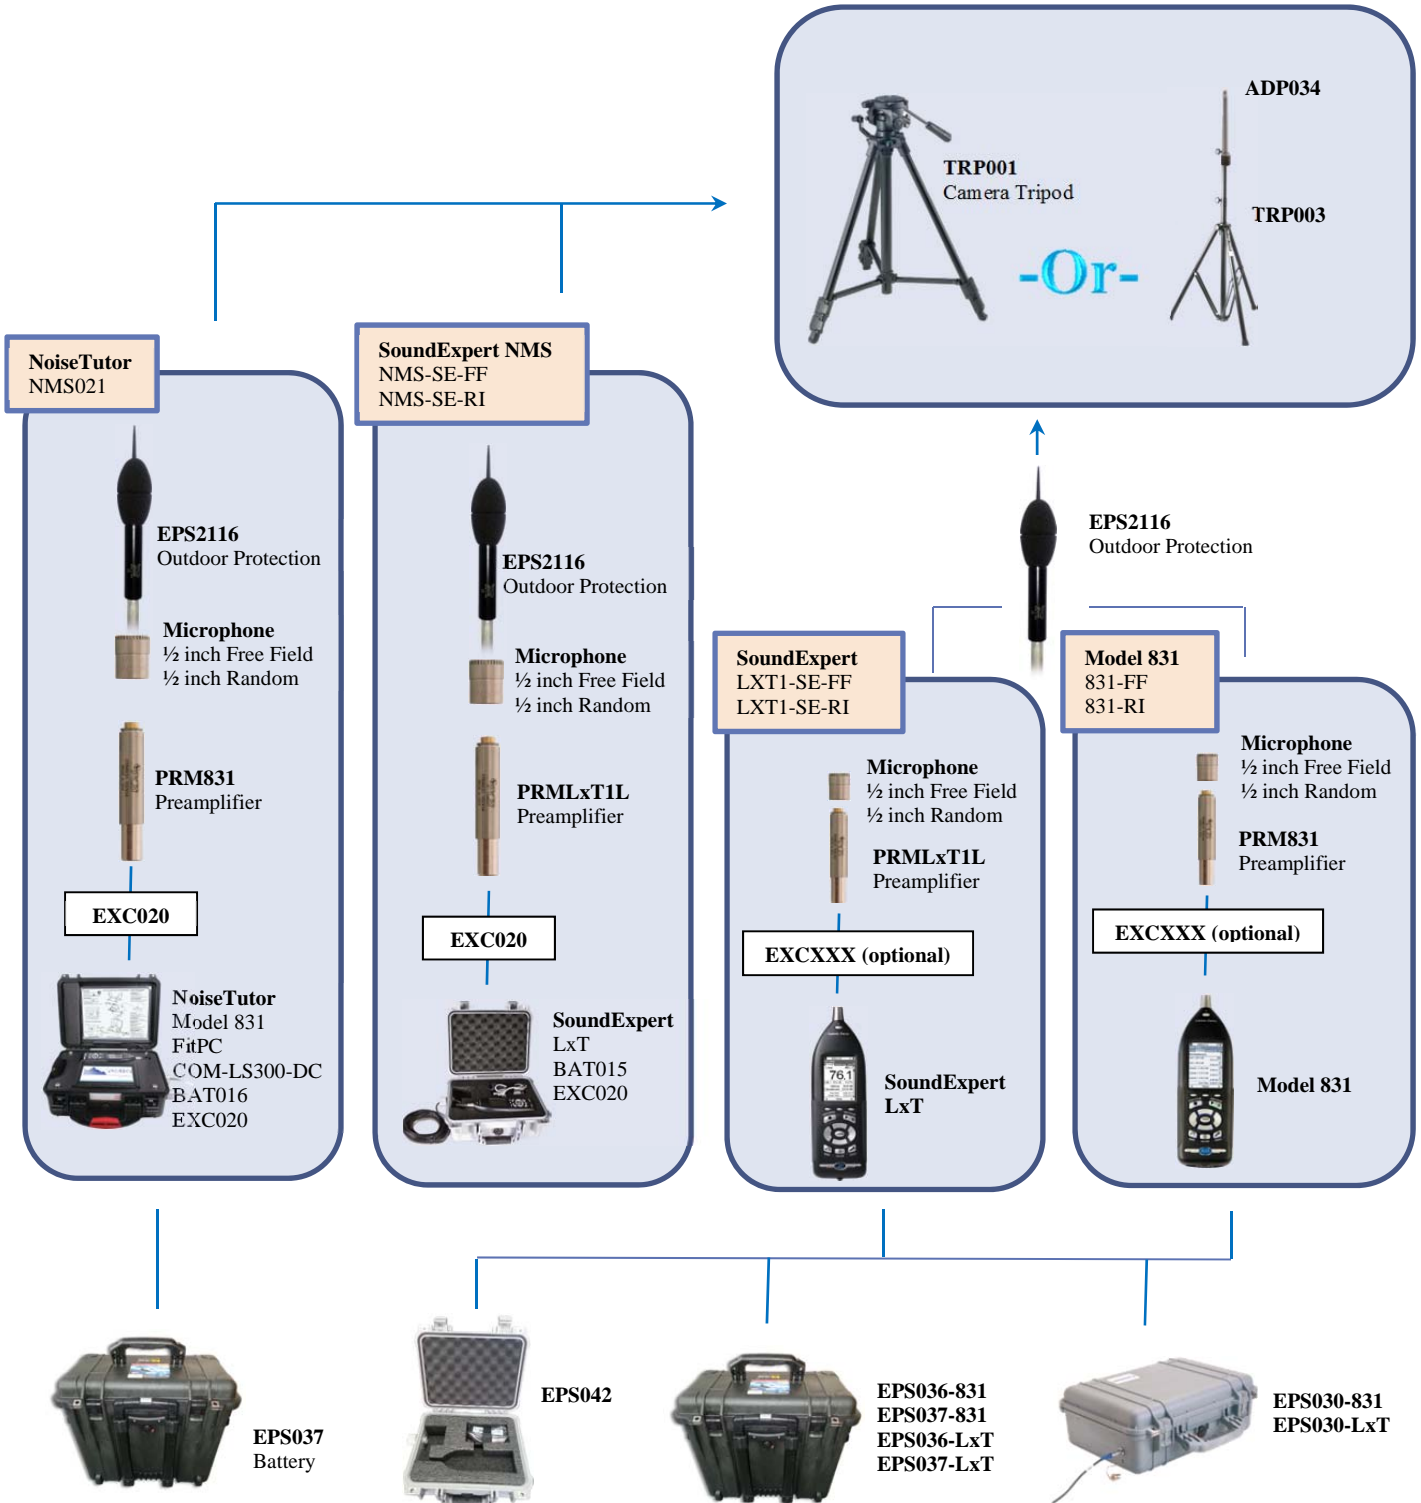 ADP034
TRP001
Camera Tripod
TRP003
-Or-
NoiseTutor
NMS021
SoundExpert NMS
NMS-SE-FF
NMS-SE-RI
EPS2116
Outdoor Protection
Microphone
½ inch Free Field
½ inch Random
PRM831
Preamplifier
EXC020
NoiseTutor
Model 831
FitPC
COM-LS300-DC
BAT016
EXC020
EPS2116
Outdoor Protection
Microphone
½ inch Free Field
½ inch Random
PRMLxT1L
Preamplifier
EXC020
SoundExpert
LxT
BAT015
EXC020
EPS2116
Outdoor Protection
SoundExpert
LXT1-SE-FF
LXT1-SE-RI
Microphone
½ inch Free Field
½ inch Random
PRMLxT1L
Preamplifier
EXCXXX (optional)
76.1
SoundExpert
LxT
Model 831
831-FF
831-RI
Microphone
½ inch Free Field
½ inch Random
PRM831
Preamplifier
EXCXXX (optional)
Model 831
EPS037
Battery
EPS042
EPS036-831
EPS037-831
EPS036-LxT
EPS037-LxT
EPS030-831
EPS030-LxT